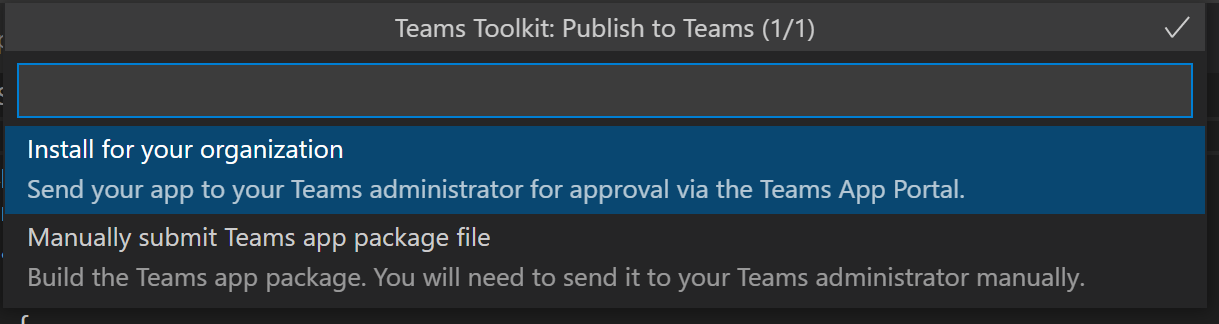 Teams Toolkit: Publish to Teams (1/1)
Install for your organization
Send your app to your Teams administrator for approval via the Teams App Portal.
Manually submit Teams app package file
Build the Teams app package. You will need to send it to your Teams administrator manually.
{